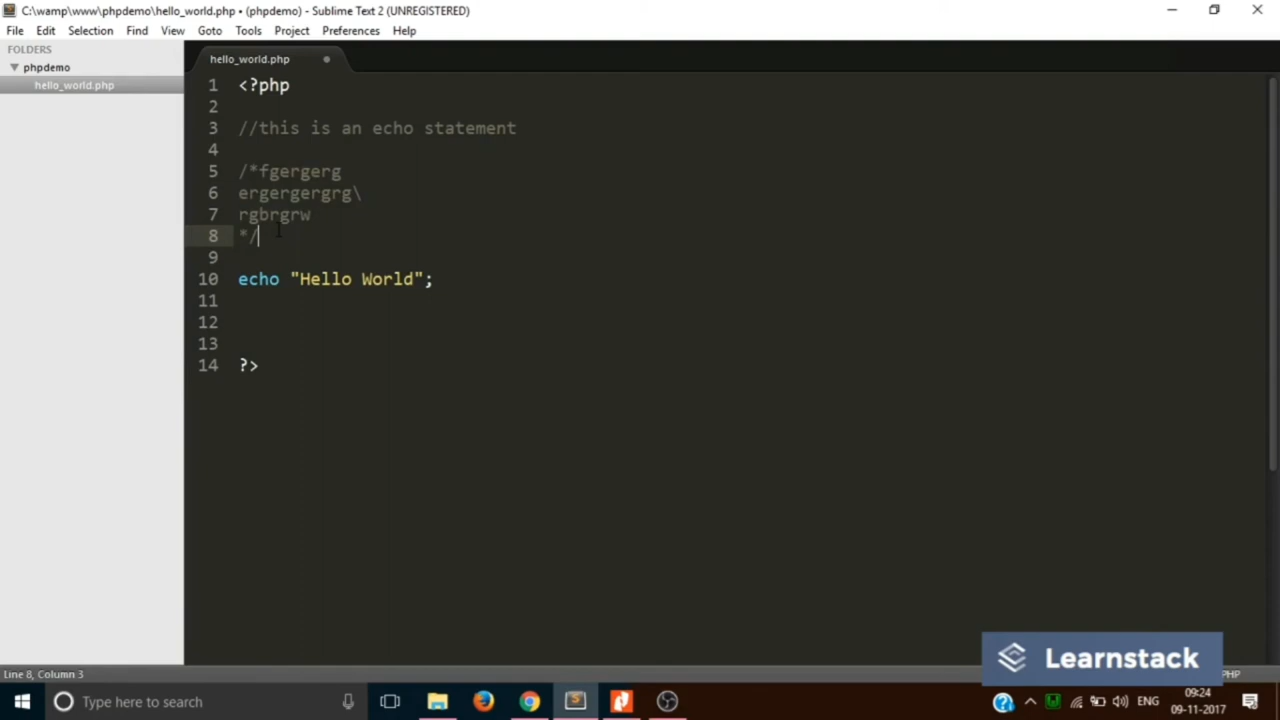 C:\wamp\www\phpdemo\hello_world.php • (phpdemo) - Sublime Text 2 (UNREGISTERED)
File Edit Selection Find View Goto Tools Project Preferences Help
FOLDERS
phpdemo
hello_world.php
hello_world.php
1 <?php
2
3 //this is an echo statement
4
5 /*fgergerg
6 ergergergrg\
7 rgbrgrw
8 */
9
10 echo "Hello World";
11
12
13
14 ?>
Learnstack
Line 8, Column 3
PHP
Type here to search
ENG
09:24
09-11-2017